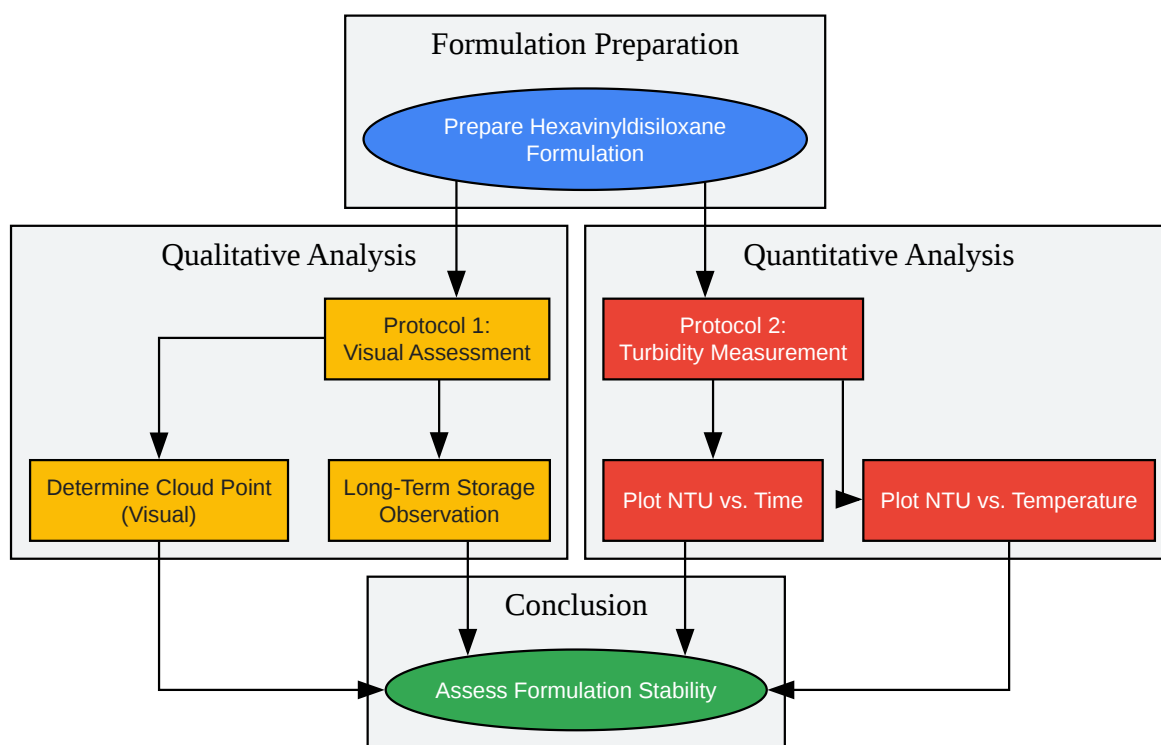 Formulation Preparation
Prepare Hexavinyldisiloxane
Formulation
Qualitative Analysis
Protocol 1:
Visual Assessment
Determine Cloud Point
(Visual)
Long-Term Storage
Observation
Quantitative Analysis
Protocol 2:
Turbidity Measurement
Plot NTU vs. Time
Plot NTU vs. Temperature
Conclusion
Assess Formulation Stability